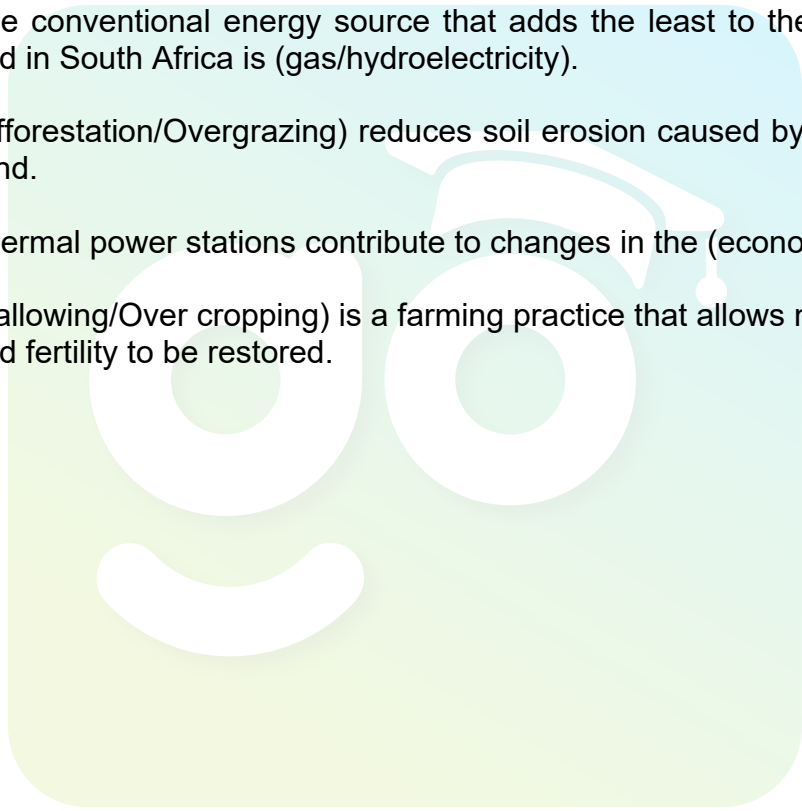 e conventional energy source that adds the least to the
d in South Africa is (gas/hydroelectricity).
fforestation/Overgrazing) reduces soil erosion caused by
nd.
ermal power stations contribute to changes in the (econo
allowing/Over cropping) is a farming practice that allows
d fertility to be restored.
go